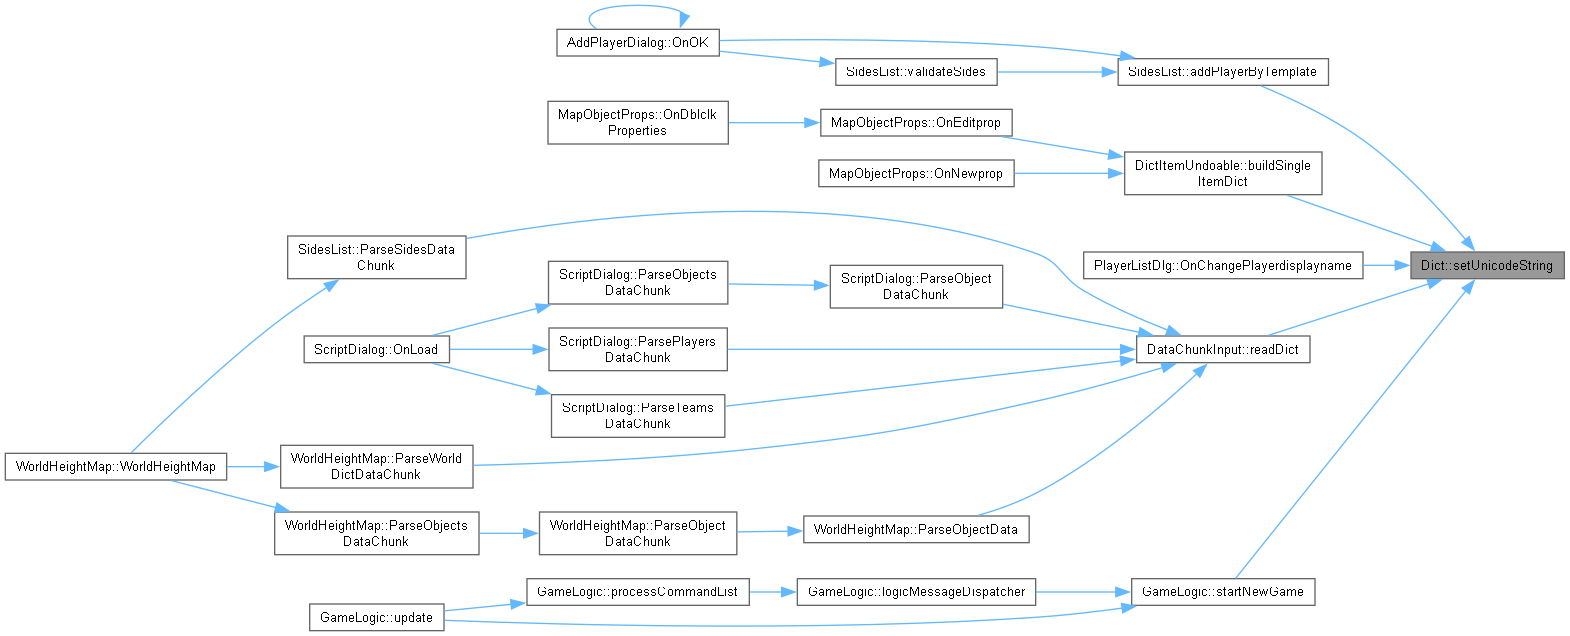 AddPlayerDialog::OnOK
SidesList::validateSides
SidesList::addPlayerByTemplate
MapObjectProps::OnDblclk
Properties
MapObjectProps::OnEditprop
MapObjectProps::OnNewprop
DictItemUndoable::buildSingle
ItemDict
SidesList::ParseSidesData
Chunk
ScriptDialog::ParseObjects
DataChunk
ScriptDialog::ParseObject
DataChunk
PlayerListDlg::OnChangePlayerdisplayname
Dict::setUnicodeString
ScriptDialog::OnLoad
ScriptDialog::ParsePlayers
DataChunk
DataChunkInput::readDict
ScriptDialog::ParseTeams
DataChunk
WorldHeightMap::WorldHeightMap
WorldHeightMap::ParseWorld
DictDataChunk
WorldHeightMap::ParseObjects
DataChunk
WorldHeightMap::ParseObject
DataChunk
WorldHeightMap::ParseObjectData
GameLogic::update
GameLogic::processCommandList
GameLogic::logicMessageDispatcher
GameLogic::startNewGame